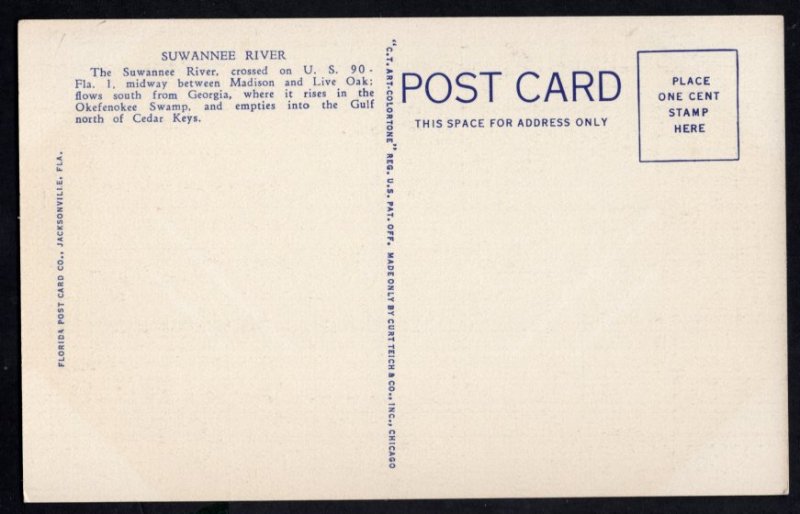 SUWANNEE RIVER
The Suwannee River, crossed on U. S. 90 -
Fla. 1, midway between Madison and Live Oak;
flows south from Georgia, where it rises in the
Okefenokee Swamp, and empties into the Gulf
north of Cedar Keys.
FLORIDA POST CARD CO., JACKSONVILLE, FLA.
"C.T. ART-COLORTONE" REG. U.S. PAT. OFF. MADE ONLY BY CURT TEICH & CO., INC., CHICAGO
POST CARD
THIS SPACE FOR ADDRESS ONLY
PLACE
ONE CENT
STAMP
HERE